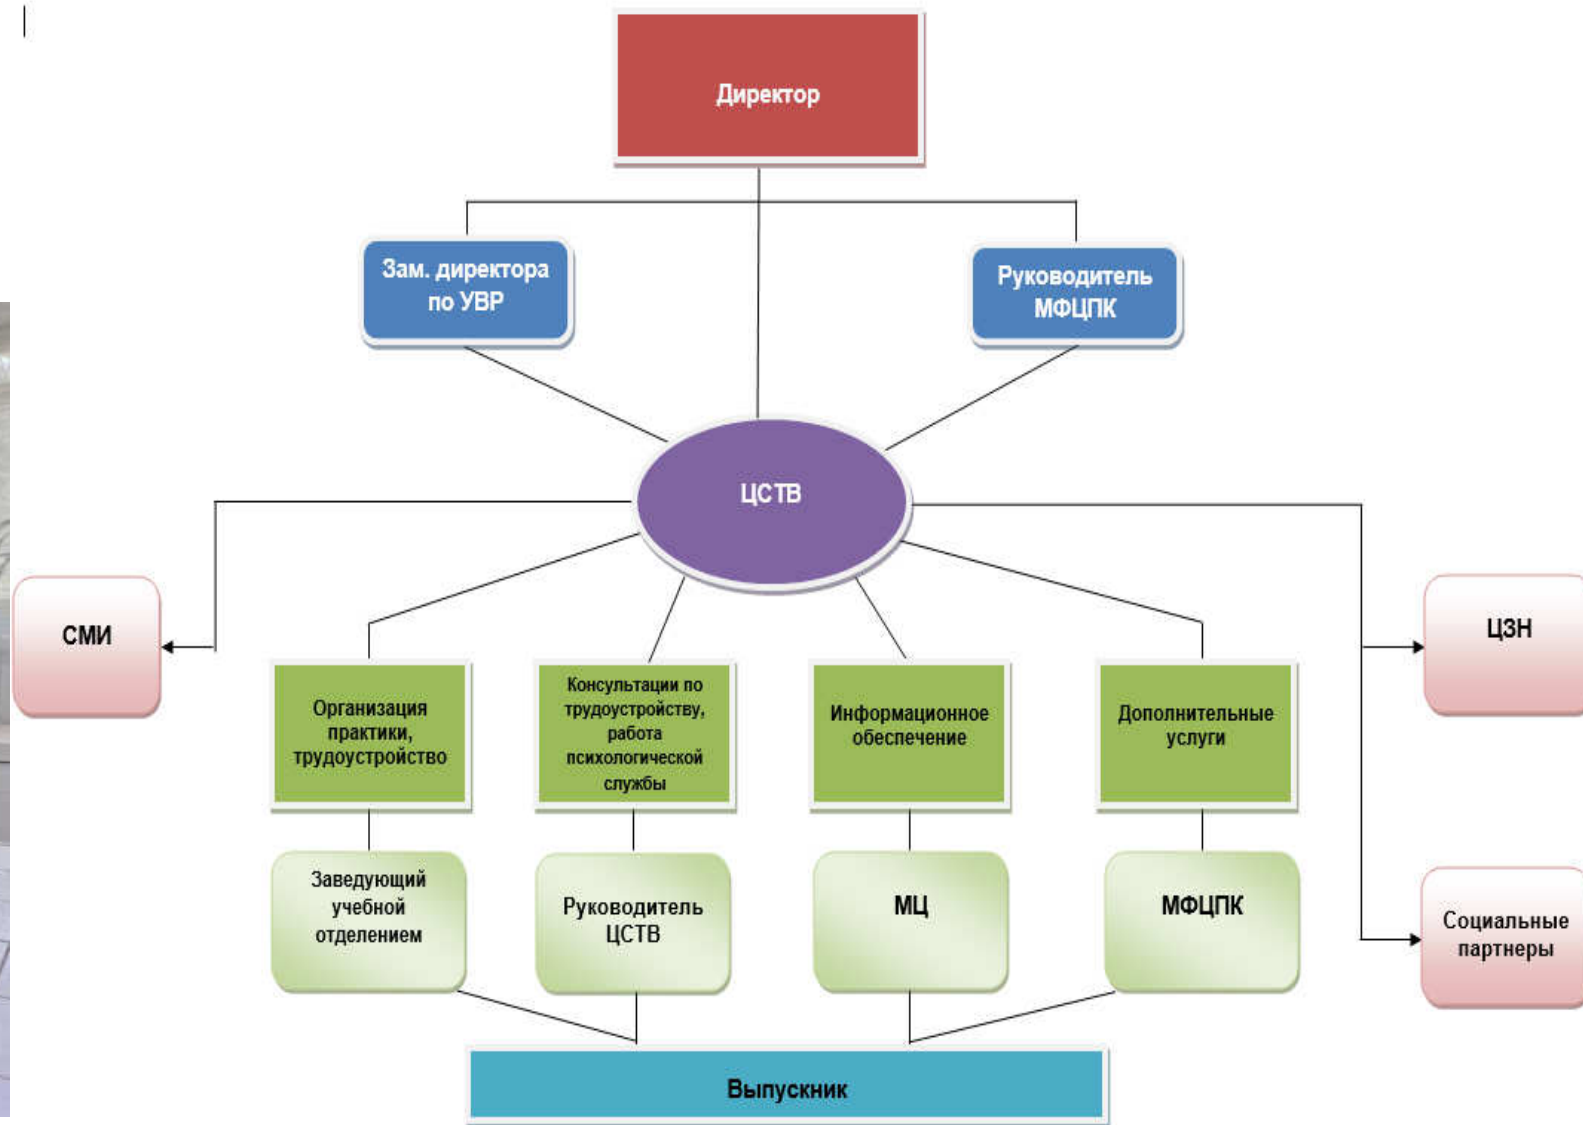 Директор
Зам. директора
по УВР
Руководитель
МФЦПК
ЦСТВ
СМИ
ЦЗН
Организация
практики,
трудоустройство
Консультации по
трудоустройству,
работа
психологической
службы
Информационное
обеспечение
Дополнительные
услуги
Заведующий
учебной
отделением
Руководитель
ЦСТВ
МЦ
МФЦПК
Социальные
партнеры
Выпускник